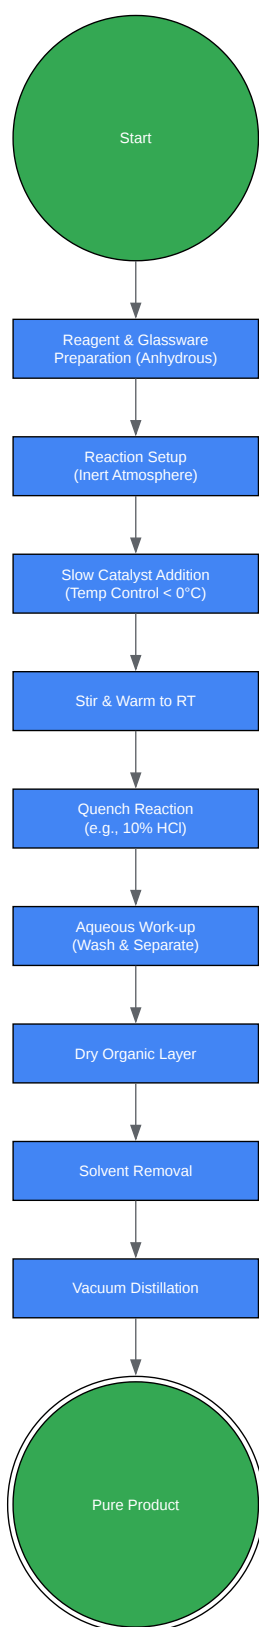 Start
Reagent & Glassware
Preparation (Anhydrous)
Reaction Setup
(Inert Atmosphere)
Slow Catalyst Addition
(Temp Control < 0°C)
Stir & Warm to RT
Quench Reaction
(e.g., 10% HCl)
Aqueous Work-up
(Wash & Separate)
Dry Organic Layer
Solvent Removal
Vacuum Distillation
Pure Product